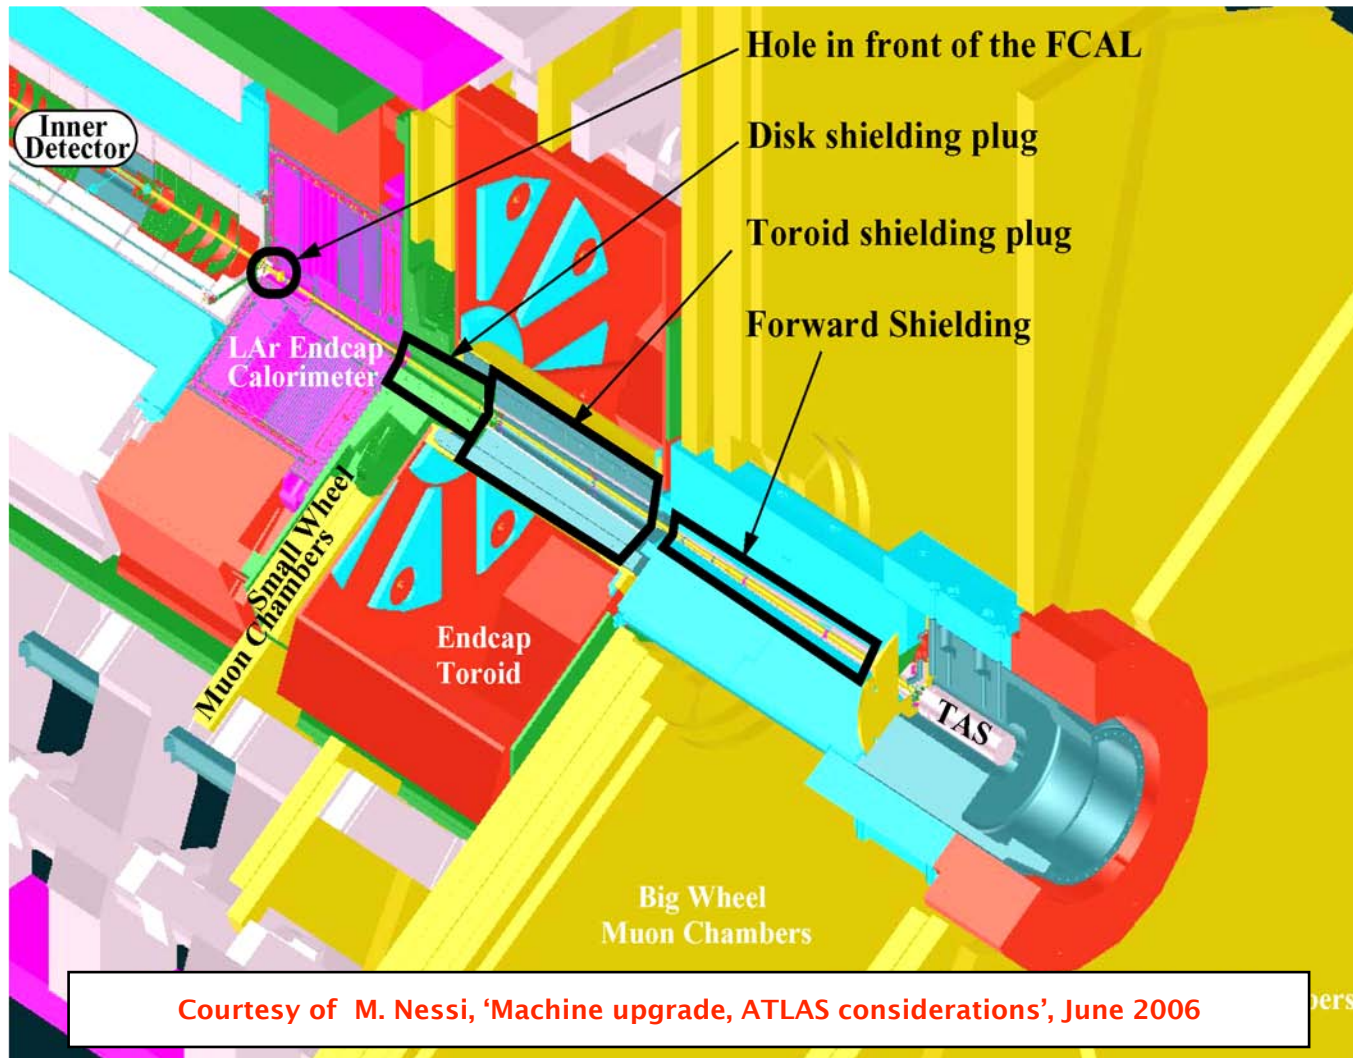 Hole in front of the FCAL
Inner
Detector
Disk shielding plug
Toroid shielding plug
Forward Shielding
LAr Endcap
Calorimeter
Small Wheel
Muon Chambers
Endcap
Toroid
TAS
Big Wheel
Muon Chambers
Courtesy of M. Nessi, ‘Machine upgrade, ATLAS considerations’, June 2006